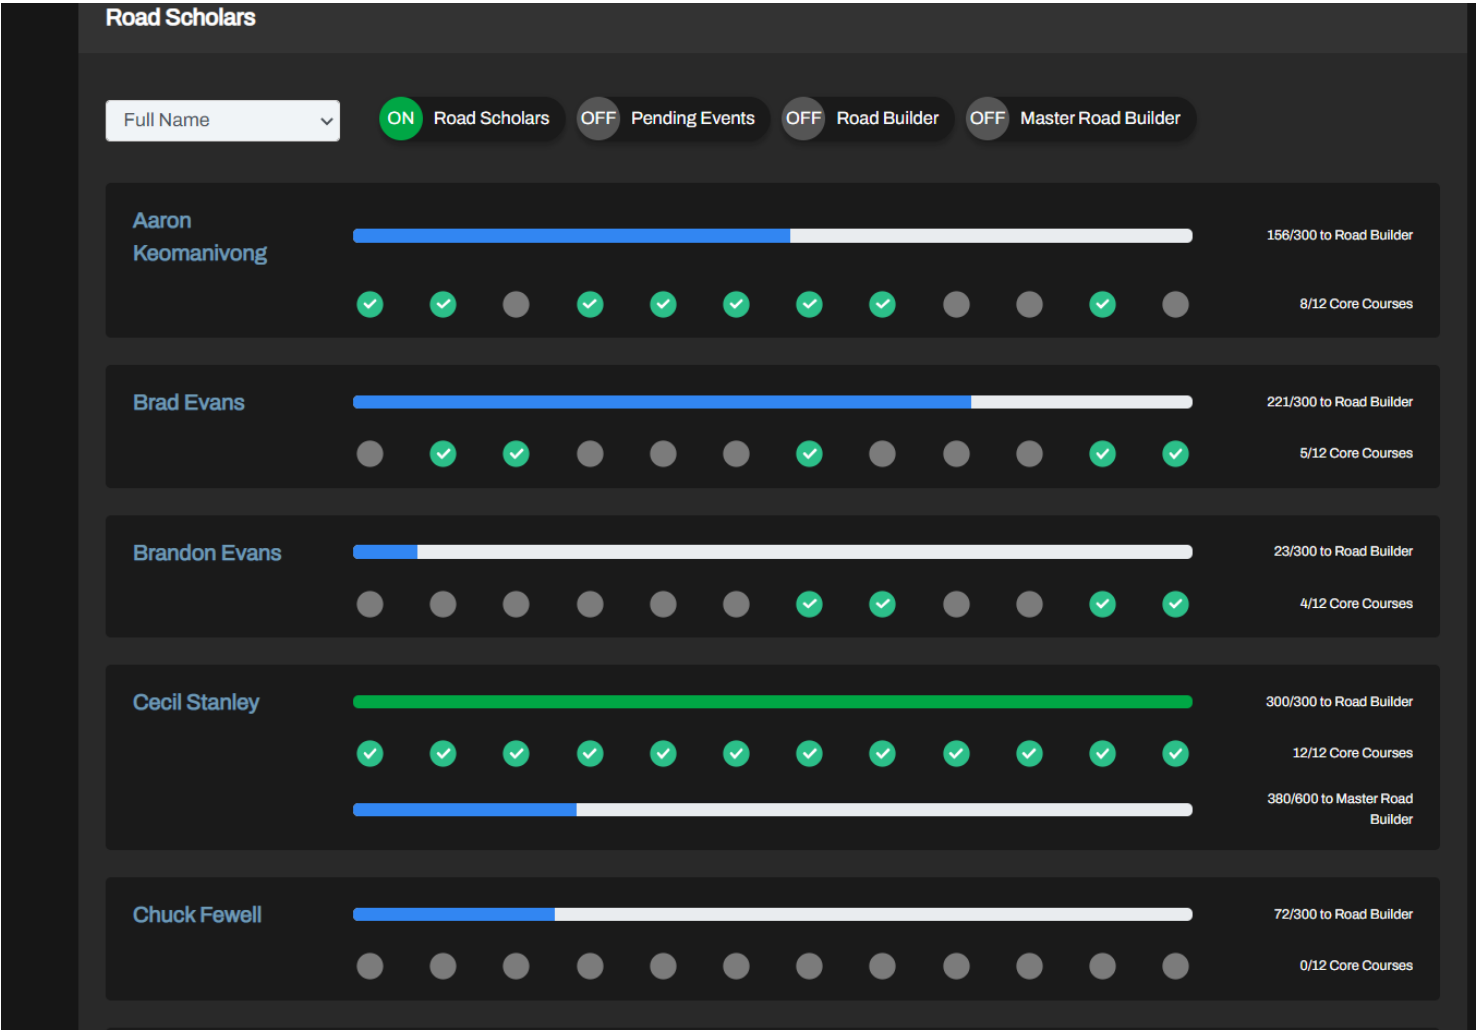 Road Scholars
Full Name
ON Road Scholars OFF Pending Events OFF Road Builder OFF Master Road Builder
Aaron
Keomanivong
156/300 to Road Builder
8/12 Core Courses
Brad Evans
221/300 to Road Builder
5/12 Core Courses
Brandon Evans
23/300 to Road Builder
4/12 Core Courses
Cecil Stanley
300/300 to Road Builder
12/12 Core Courses
380/600 to Master Road
Builder
Chuck Fewell
72/300 to Road Builder
0/12 Core Courses